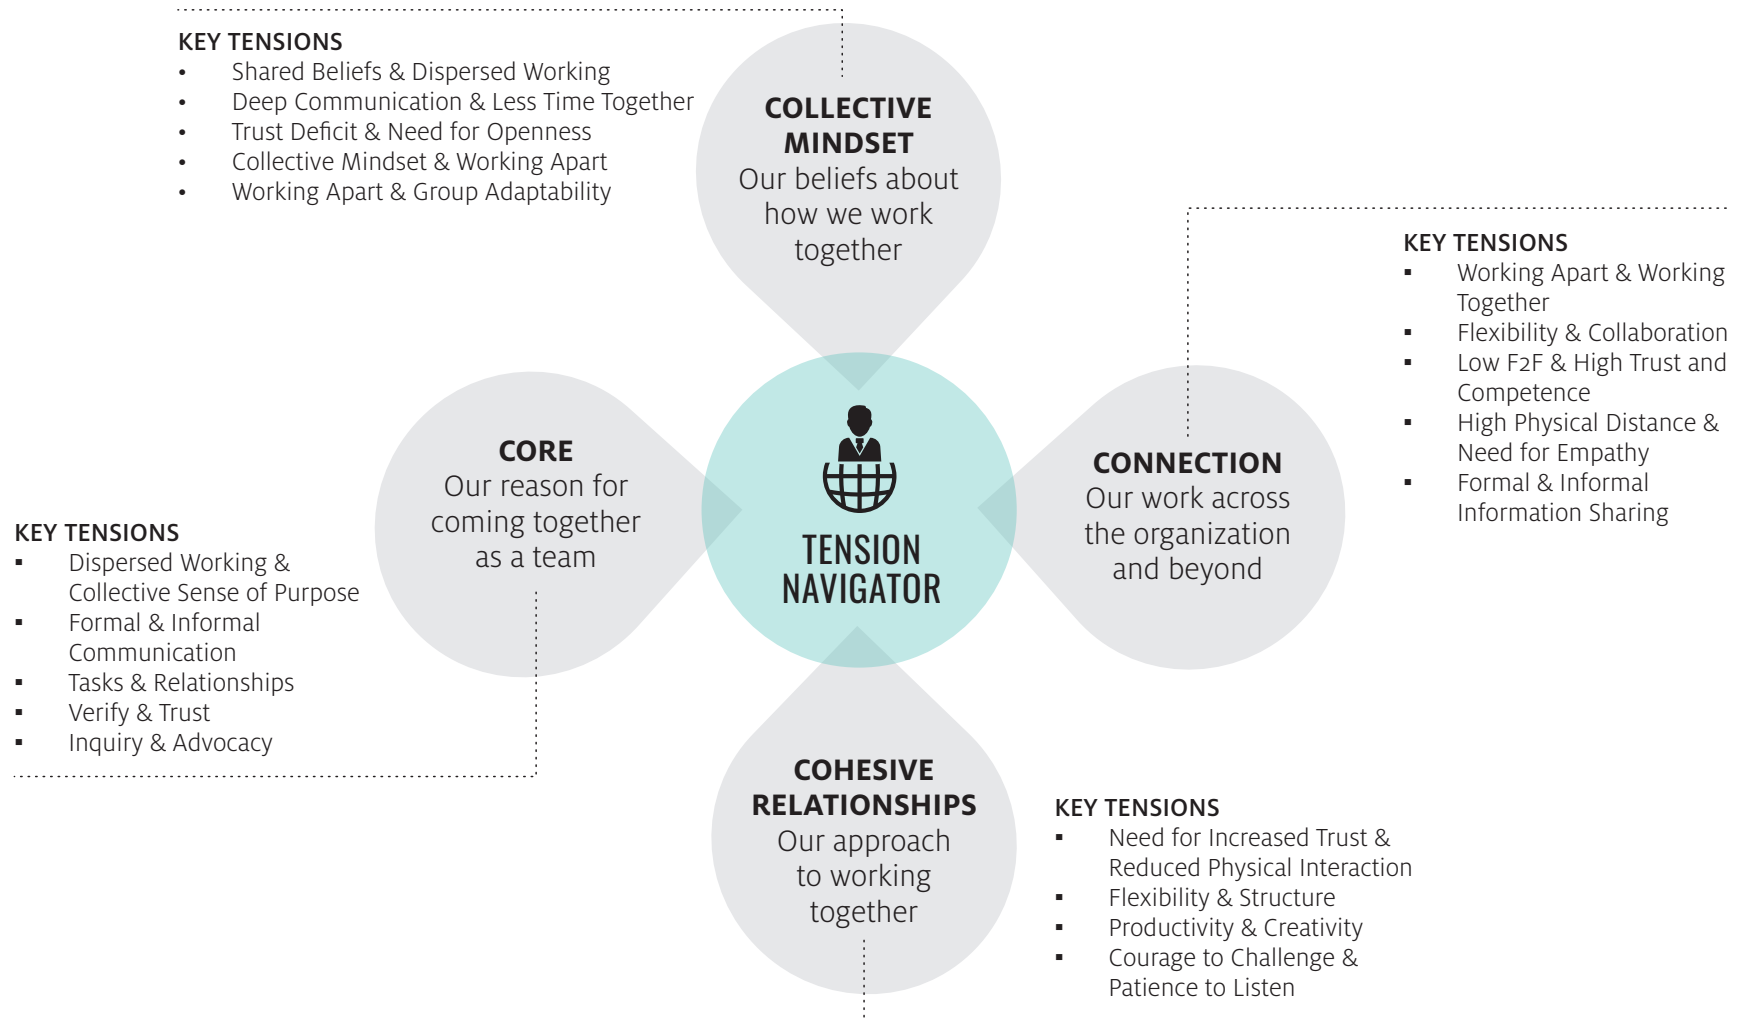 KEY TENSIONS
• Shared Beliefs & Dispersed Working
• Deep Communication & Less Time Together
• Trust Deficit & Need for Openness
• Collective Mindset & Working Apart
• Working Apart & Group Adaptability
COLLECTIVE
MINDSET
Our beliefs about
how we work
together
KEY TENSIONS
▪ Working Apart & Working
Together
▪ Flexibility & Collaboration
▪ Low F2F & High Trust and
Competence
▪ High Physical Distance &
Need for Empathy
▪ Formal & Informal
Information Sharing
CORE
Our reason for
coming together
as a team
TENSION
NAVIGATOR
CONNECTION
Our work across
the organization
and beyond
KEY TENSIONS
▪ Dispersed Working &
Collective Sense of Purpose
▪ Formal & Informal
Communication
▪ Tasks & Relationships
▪ Verify & Trust
▪ Inquiry & Advocacy
COHESIVE
RELATIONSHIPS
Our approach
to working
together
KEY TENSIONS
▪ Need for Increased Trust &
Reduced Physical Interaction
▪ Flexibility & Structure
▪ Productivity & Creativity
▪ Courage to Challenge &
Patience to Listen